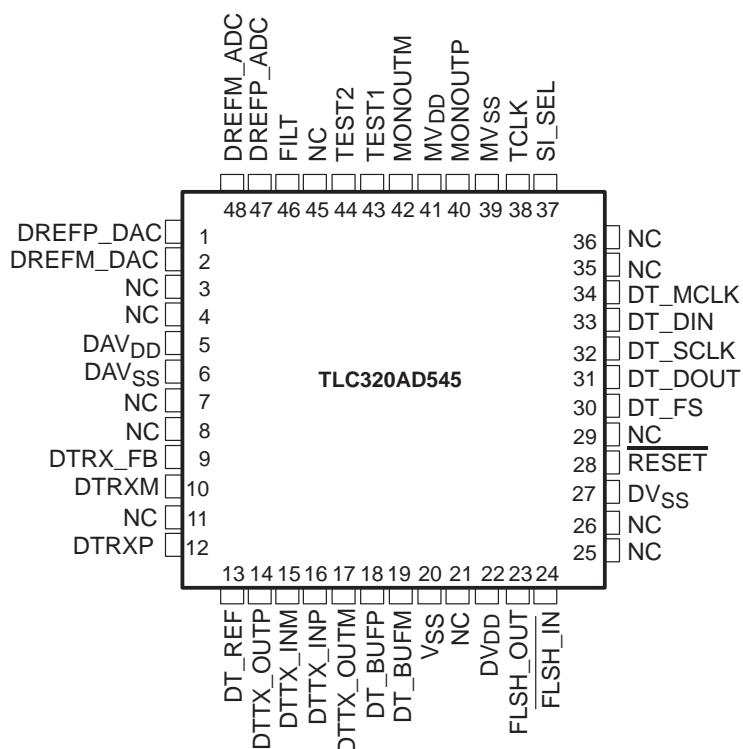 DREFM_ADC
DREFP_ADC
FILT
NC
TEST2
TEST1
MONOUTM
MVDD
MONOUTP
MVSS
TCLK
SI_SEL
48 47 46 45 44 43 42 41 40 39 38 37
DREFP_DAC 1
DREFM_DAC 2
NC 3
NC 4
DAVDD 5
DAVSS 6
NC 7
NC 8
DTRX_FB 9
DTRXM 10
NC 11
DTRXP 12
TLC320AD545
36 NC
35 NC
34 DT_MCLK
33 DT_DIN
32 DT_SCLK
31 DT_DOUT
30 DT_FS
29 NC
28 RESET
27 DVSS
26 NC
25 NC
13 14 15 16 17 18 19 20 21 22 23 24
DT_REF
DTTX_OUTP
DTTX_INM
DTTX_INP
DTTX_OUTM
DT_BUFP
DT_BUFM
VSS
NC
DVDD
FLSH_OUT
FLSH_IN